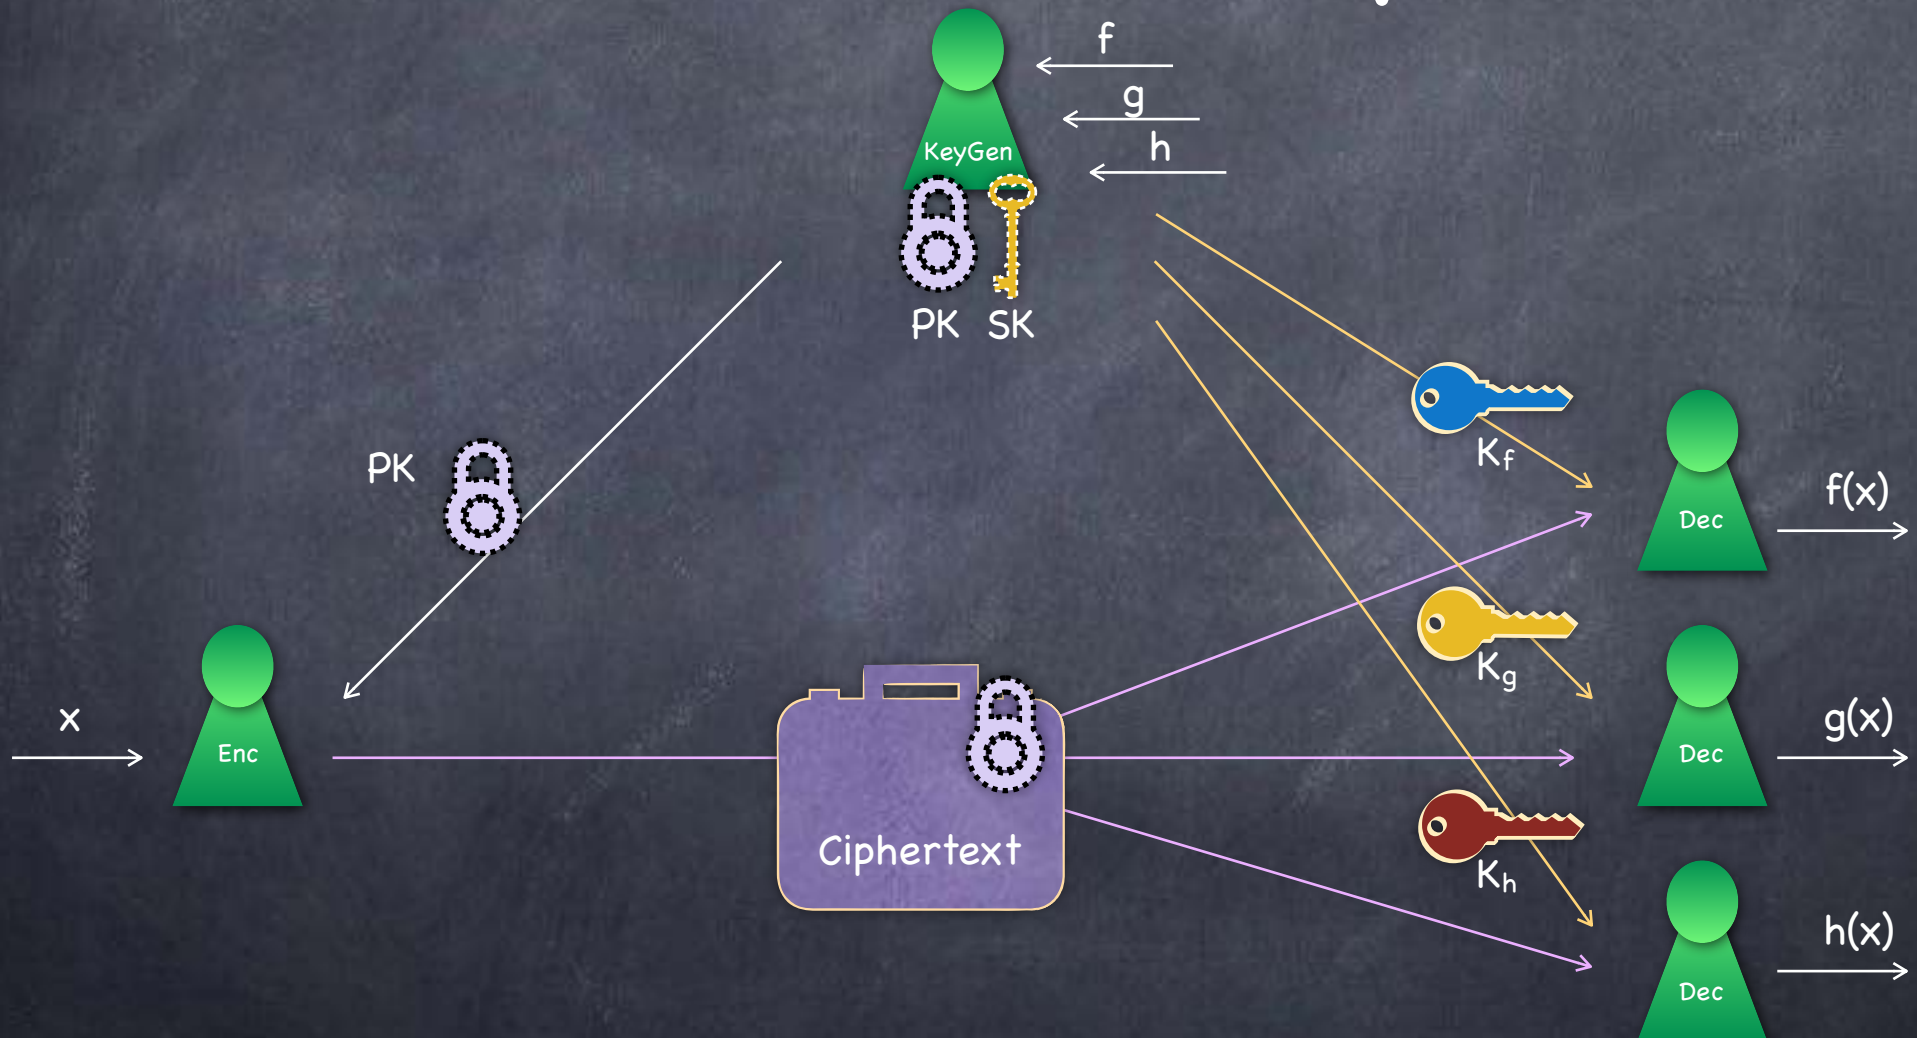 f
g
h
KeyGen
PK SK
PK
Kf
f(x)
Dec
x
Enc
Kg
g(x)
Dec
Ciphertext
Kh
h(x)
Dec